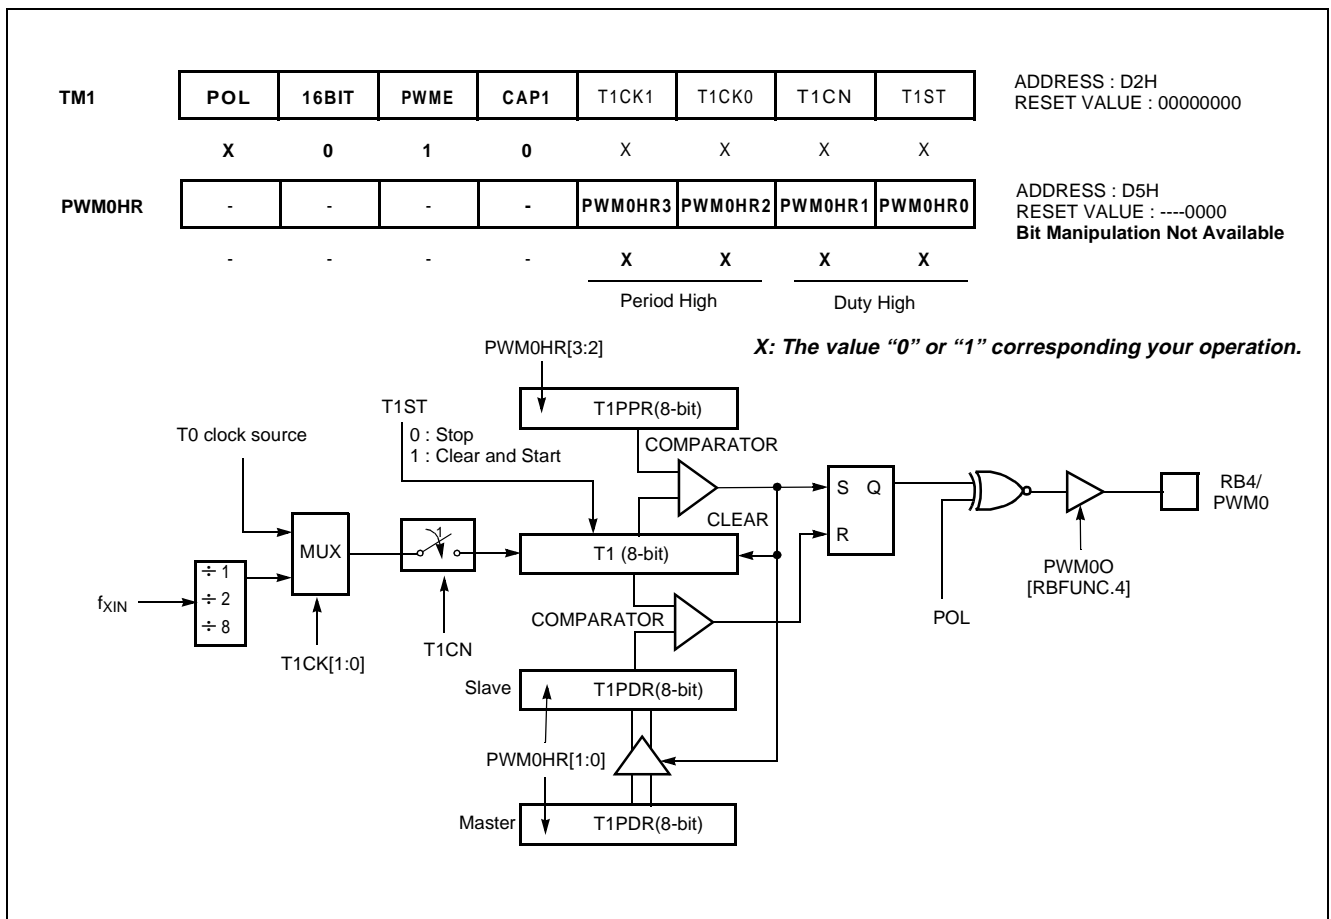 TM1 POL 16BIT PWME CAP1 T1CK1 T1CK0 T1CN T1ST
ADDRESS : D2H
RESET VALUE : 00000000
X 0 1 0 X X X X
PWM0HR - - - - PWM0HR3 PWM0HR2 PWM0HR1 PWM0HR0
ADDRESS : D5H
RESET VALUE : ----0000
Bit Manipulation Not Available
- - - - X X X X
Period High Duty High
X: The value “0” or “1” corresponding your operation.
PWM0HR[3:2]
T1PPR(8-bit)
T1ST
0 : Stop
1 : Clear and Start
COMPARATOR
T0 clock source
MUX
1
T1 (8-bit)
CLEAR
S Q
R
RB4/
PWM0
÷ 1
÷ 2
÷ 8
fXIN
T1CK[1:0]
T1CN
COMPARATOR
POL
PWM0O
[RBFUNC.4]
Slave
T1PDR(8-bit)
PWM0HR[1:0]
Master
T1PDR(8-bit)